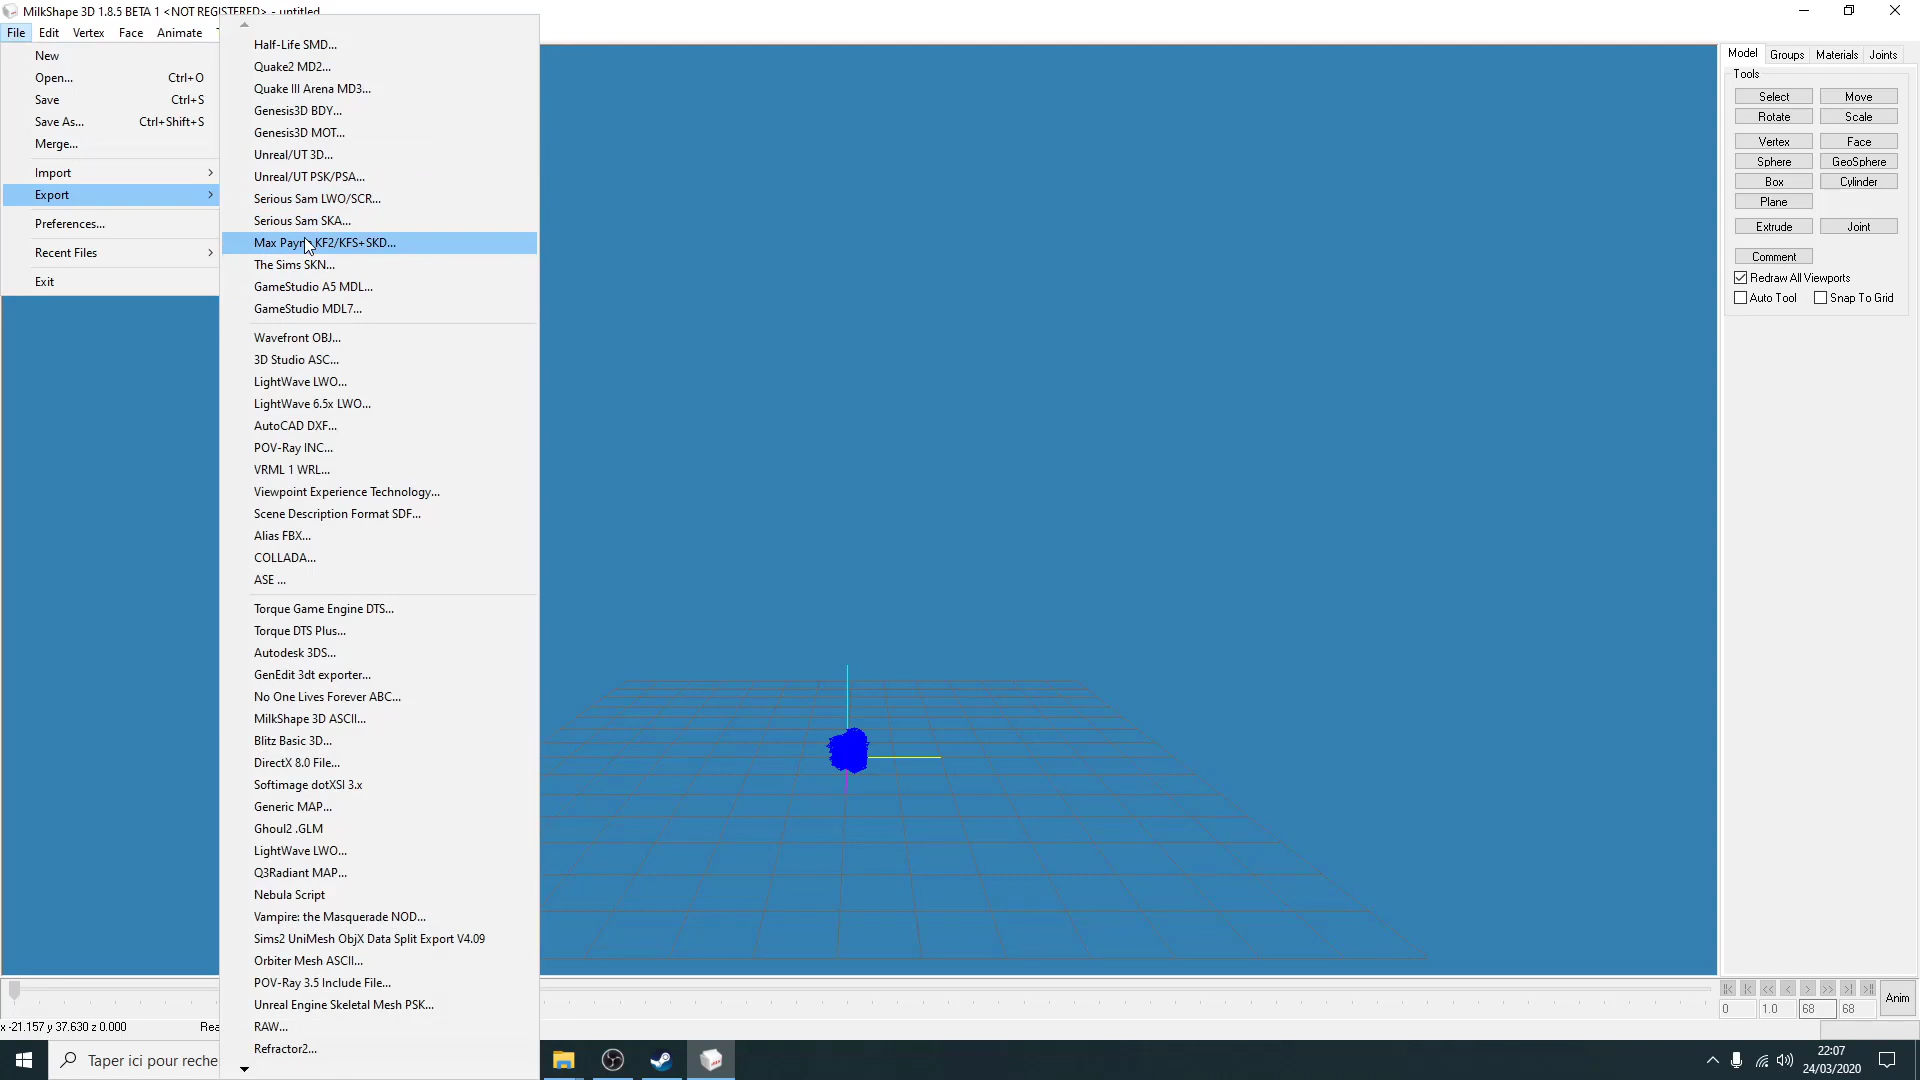 MilkShape 3D 1.8.5 BETA 1 <NOT REGISTERED> - untitled
File Edit Vertex Face Animate
New
Open... Ctrl+O
Save Ctrl+S
Save As... Ctrl+Shift+S
Merge...
Import
Export
Preferences...
Recent Files
Exit
Half-Life SMD...
Quake2 MD2...
Quake III Arena MD3...
Genesis3D BDY...
Genesis3D MOT...
Unreal/UT 3D...
Unreal/UT PSK/PSA...
Serious Sam LWO/SCR...
Serious Sam SKA...
Max Payne KF2/KFS+SKD...
The Sims SKN...
GameStudio A5 MDL...
GameStudio MDL7...
Wavefront OBJ...
3D Studio ASC...
LightWave LWO...
LightWave 6.5x LWO...
AutoCAD DXF...
POV-Ray INC...
VRML 1 WRL...
Viewpoint Experience Technology...
Scene Description Format SDF...
Alias FBX...
COLLADA...
ASE ...
Torque Game Engine DTS...
Torque DTS Plus...
Autodesk 3DS...
GenEdit 3dt exporter...
No One Lives Forever ABC...
MilkShape 3D ASCII...
Blitz Basic 3D...
DirectX 8.0 File...
Softimage dotXSI 3.x
Generic MAP...
Ghoul2 .GLM
LightWave LWO...
Q3Radiant MAP...
Nebula Script
Vampire: the Masquerade NOD...
Sims2 UniMesh ObjX Data Split Export V4.09
Orbiter Mesh ASCII...
POV-Ray 3.5 Include File...
Unreal Engine Skeletal Mesh PSK...
RAW...
Refractor2...
Model Groups Materials Joints
Tools
Select Move
Rotate Scale
Vertex Face
Sphere GeoSphere
Box Cylinder
Plane
Extrude Joint
Comment
Redraw All Viewports
Auto Tool Snap To Grid
0 1.0 68 68 Anim
x -21.157 y 37.630 z 0.000 Rea
Taper ici pour reche
22:07
24/03/2020